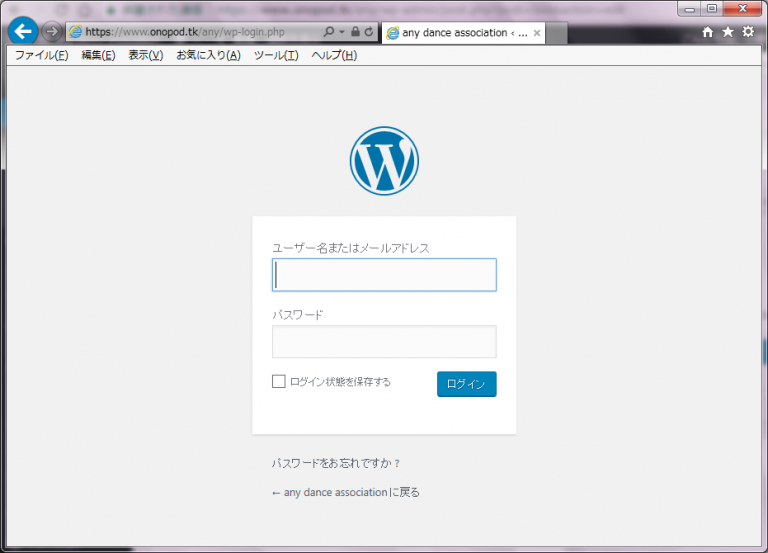 https://www.onopod.tk/any/wp-login.php
any dance association < ...
ファイル(F) 編集(E) 表示(V) お気に入り(A) ツール(T) ヘルプ(H)
ユーザー名またはメールアドレス
パスワード
ログイン状態を保存する
ログイン
パスワードをお忘れですか ?
← any dance association に戻る